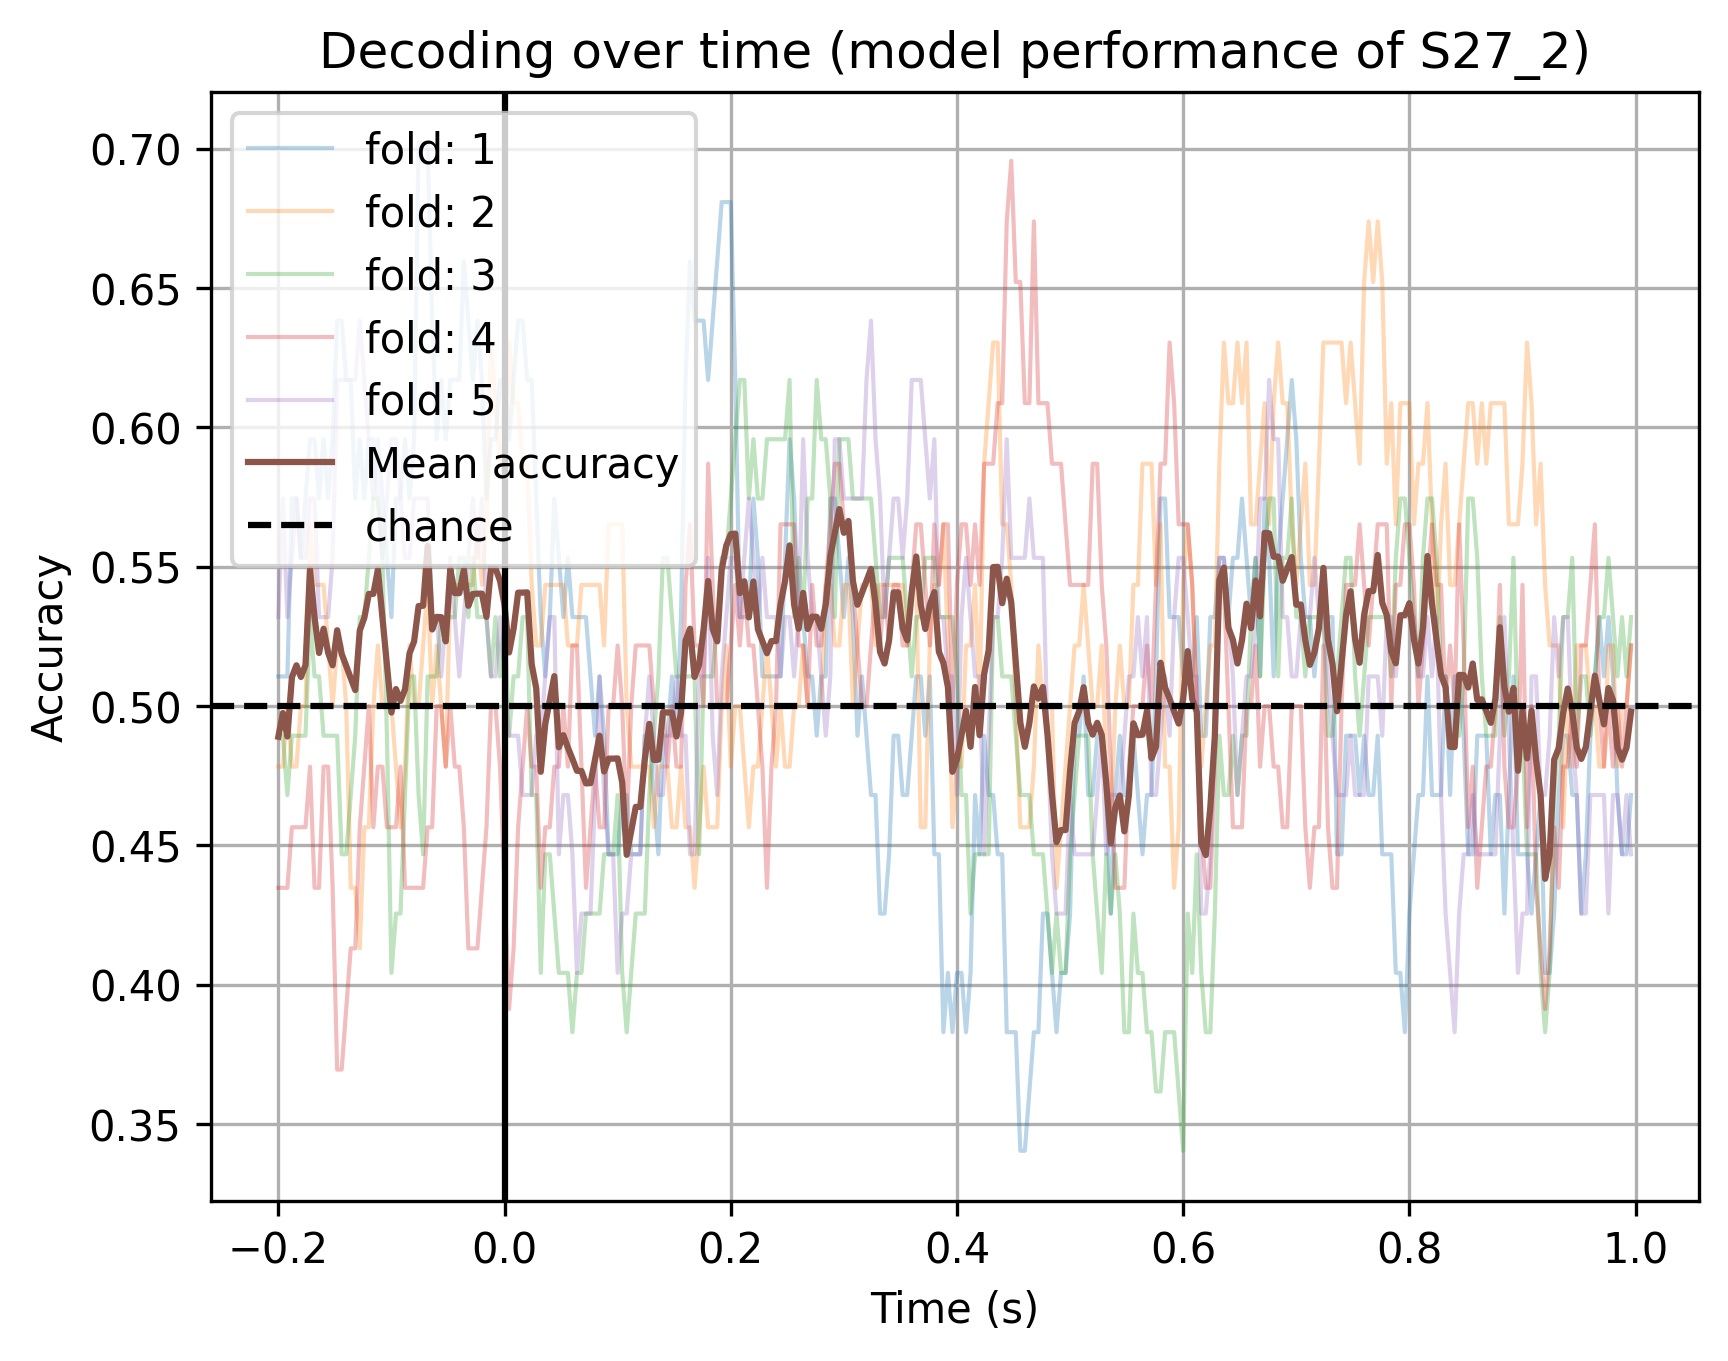 Decoding over time (model performance of S27_2)
Accuracy
0.70
0.65
0.60
0.55
0.50
0.45
0.40
0.35
fold: 1
fold: 2
fold: 3
fold: 4
fold: 5
Mean accuracy
chance
−0.2 0.0 0.2 0.4 0.6 0.8 1.0
Time (s)